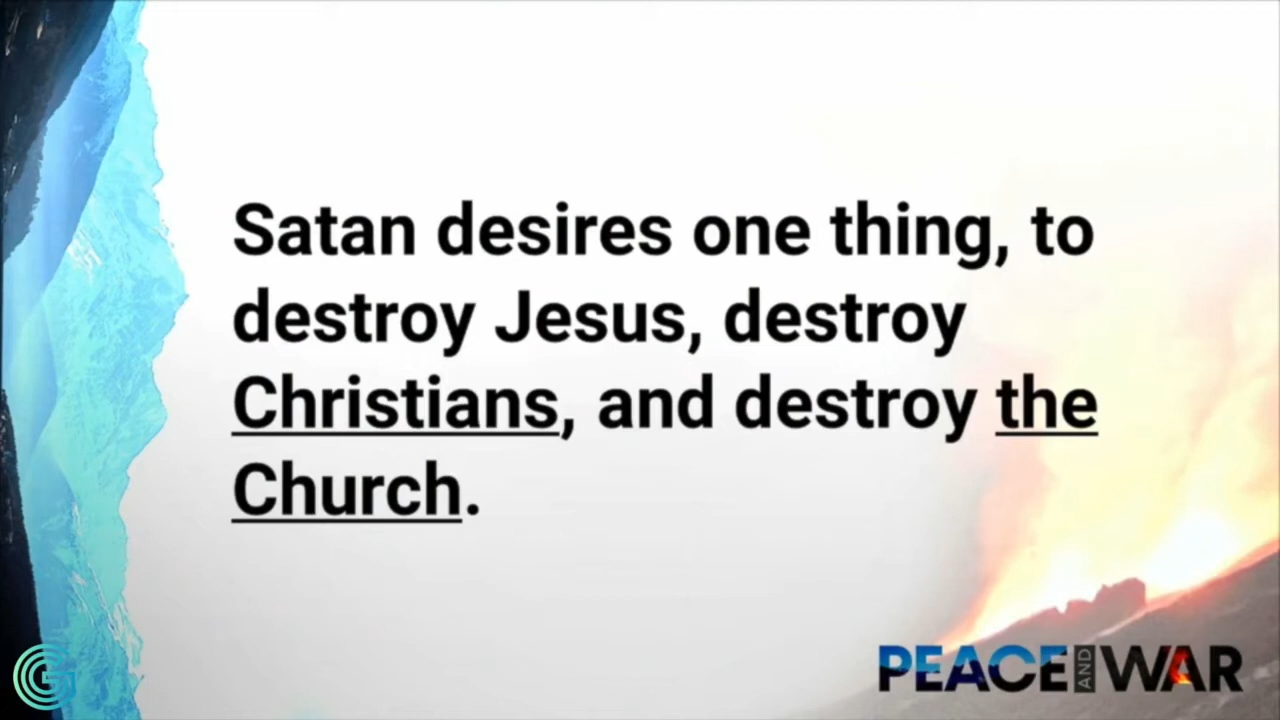 Satan desires one thing, to
destroy Jesus, destroy
Christians, and destroy the
Church.
PEACE AND WAR
G